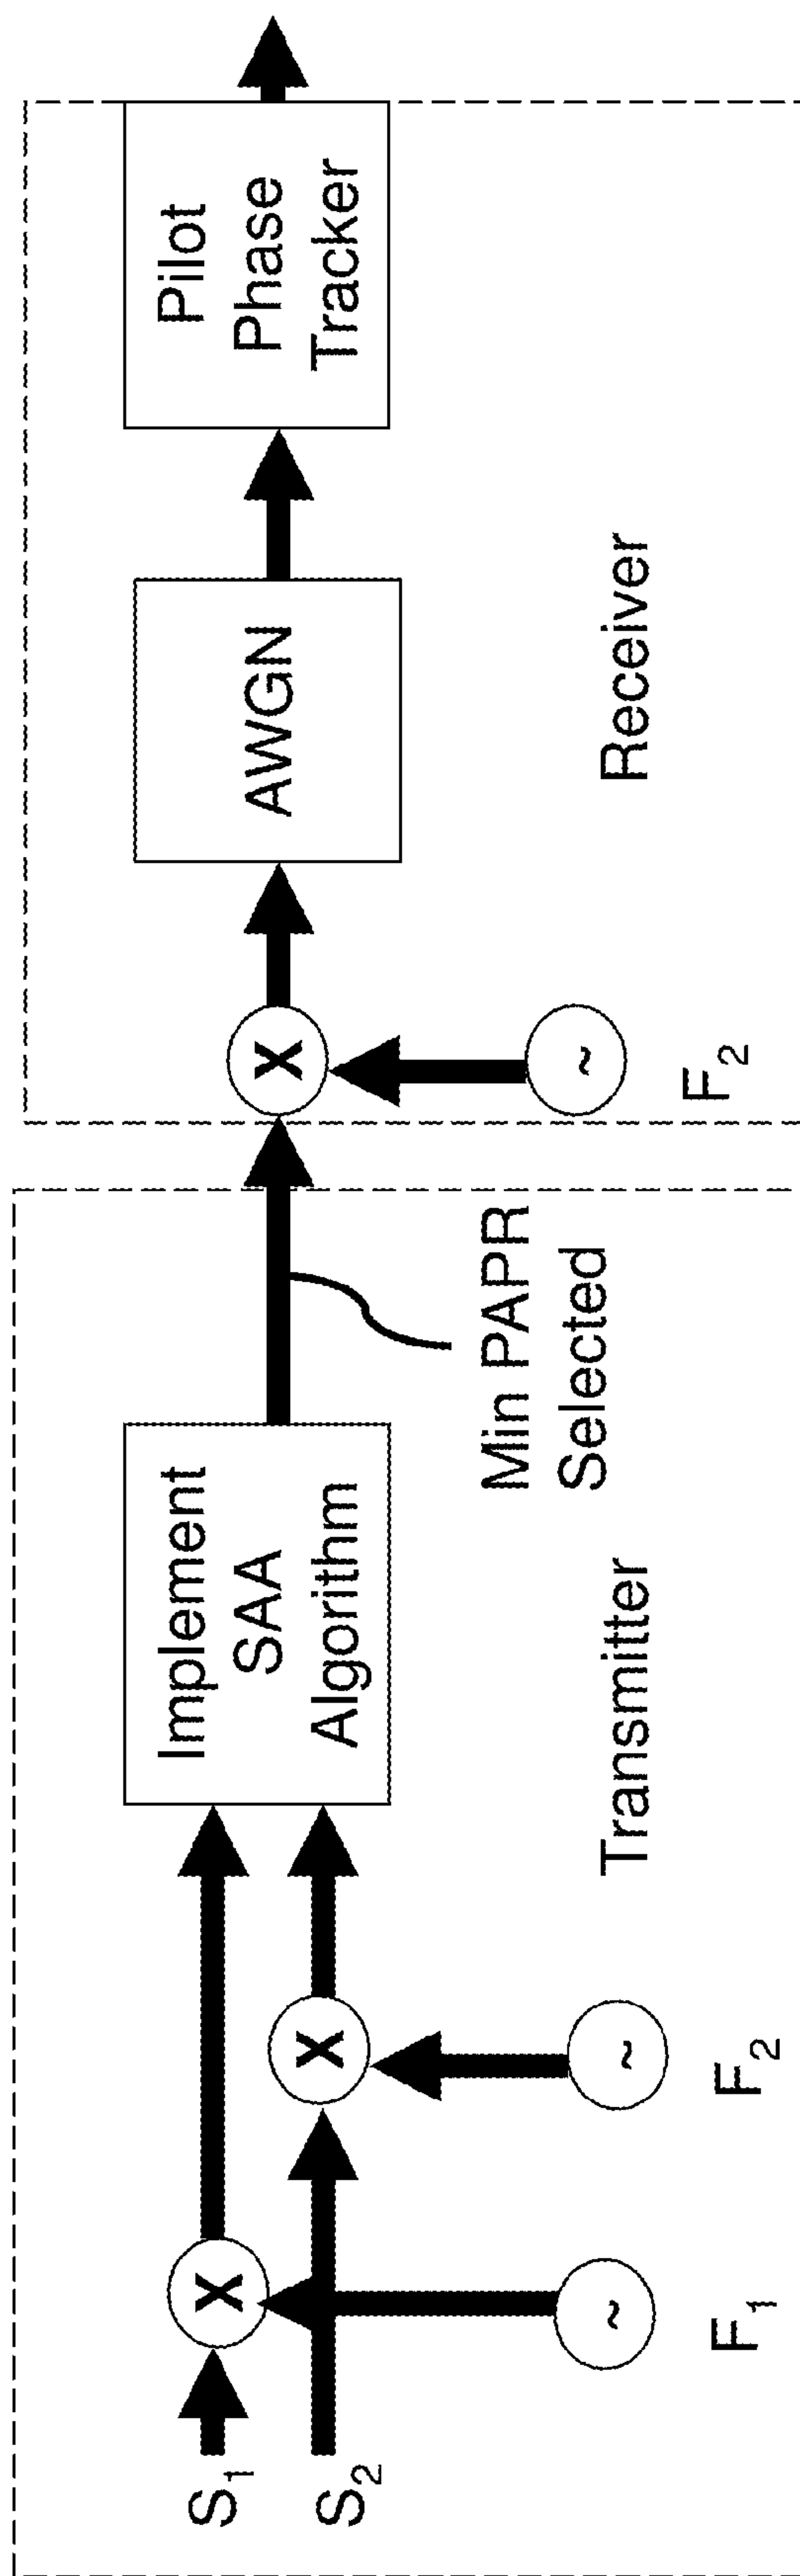 S1
S2
X
X
~
F1
~
F2
Implement
SAA
Algorithm
Min PAPR
Selected
Transmitter
X
~
F2
AWGN
Pilot
Phase
Tracker
Receiver